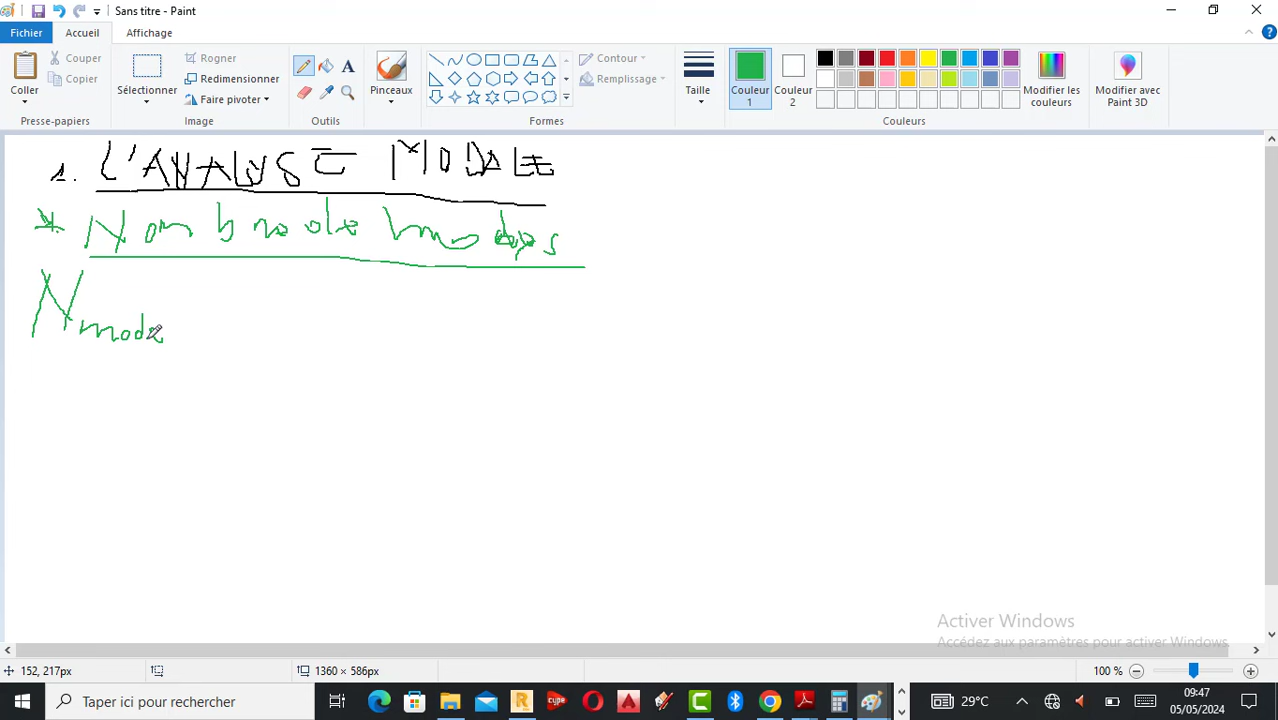 Sans titre - Paint
Fichier Accueil Affichage
Coller Couper Copier Presse-papiers
Sélectionner Rogner Redimensionner Faire pivoter Image
Outils
Pinceaux
Contour Remplissage Formes
Taille
Couleur 1 Couleur 2 Modifier les couleurs Couleurs
Modifier avec Paint 3D
1. L'ANALYSE MODALE
* Nombre de modes
Nmode
Activer Windows
Accédez aux paramètres pour activer Windows.
152, 217px 1360 × 586px 100 %
Taper ici pour rechercher 29°C 09:47
05/05/2024